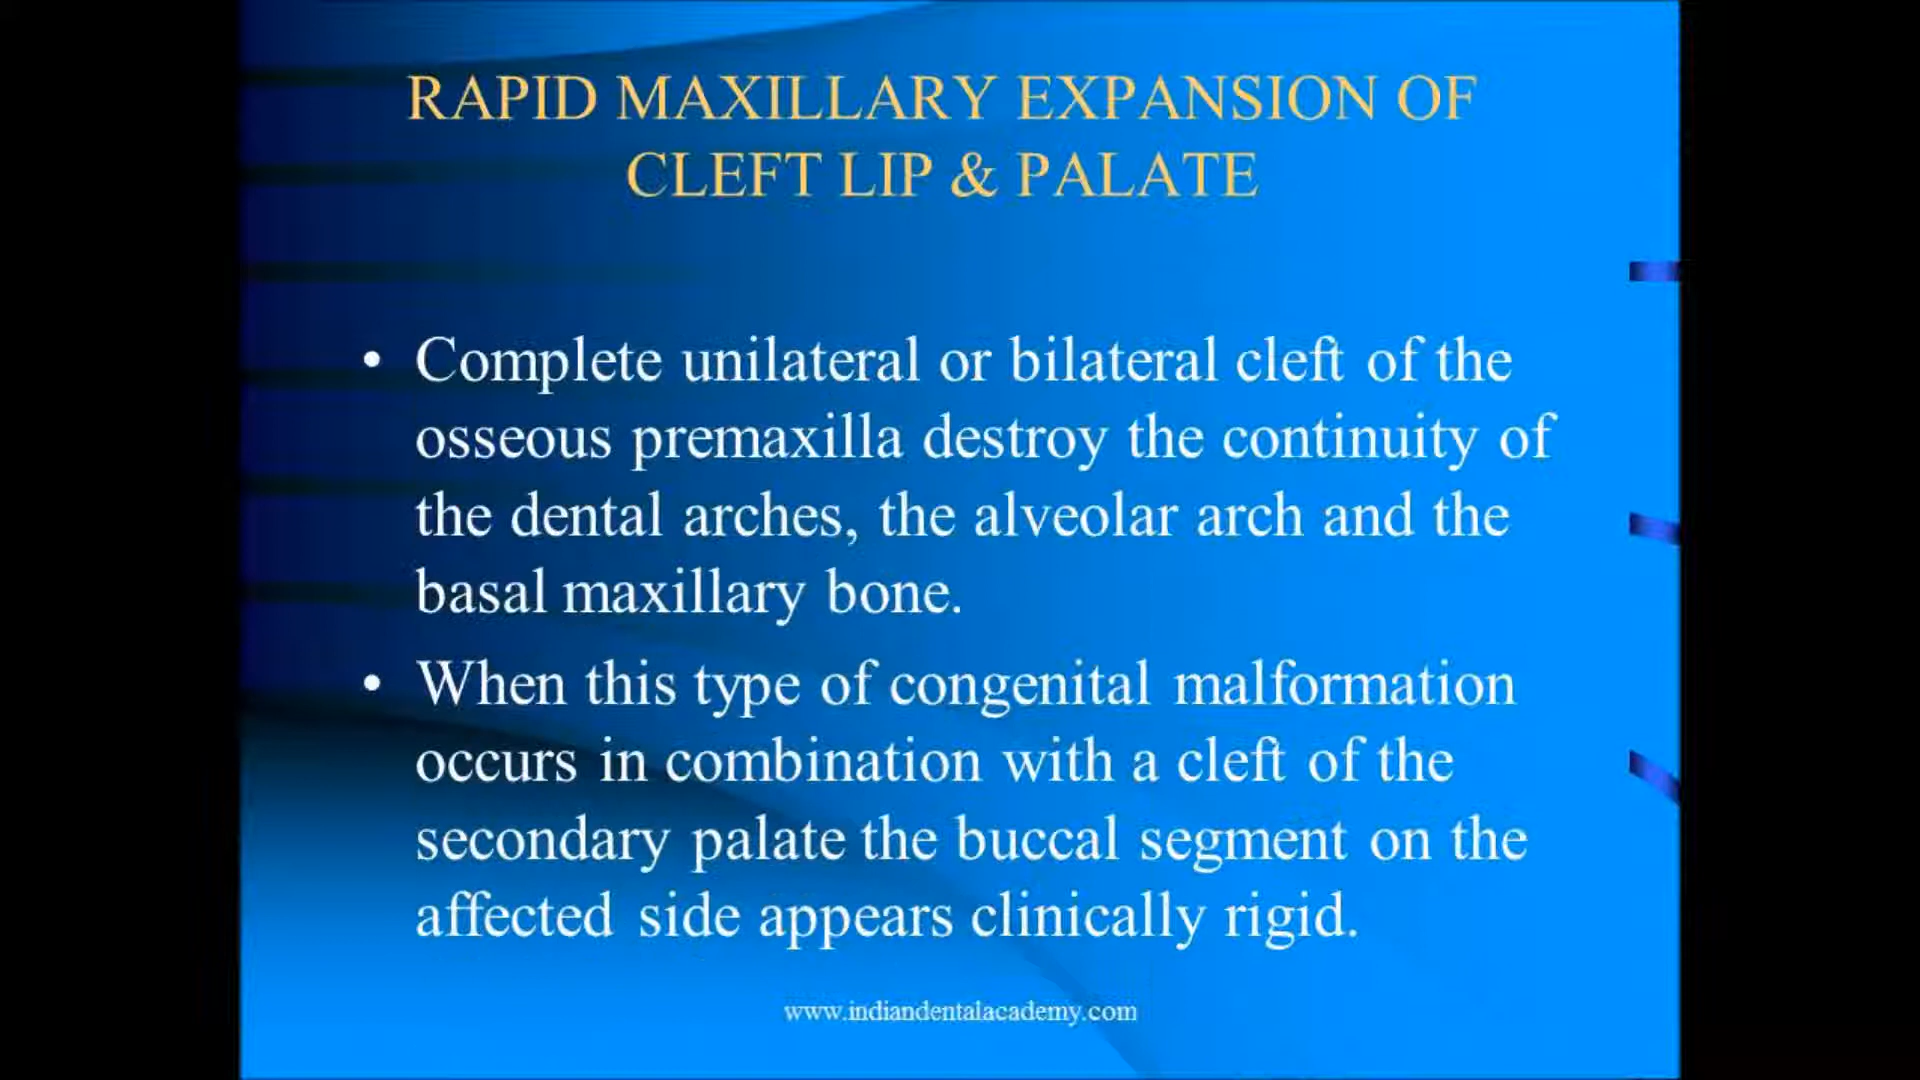 RAPID MAXILLARY EXPANSION OF
CLEFT LIP & PALATE
• Complete unilateral or bilateral cleft of the
osseous premaxilla destroy the continuity of
the dental arches, the alveolar arch and the
basal maxillary bone.
• When this type of congenital malformation
occurs in combination with a cleft of the
secondary palate the buccal segment on the
affected side appears clinically rigid.
www.indiandentalacademy.com